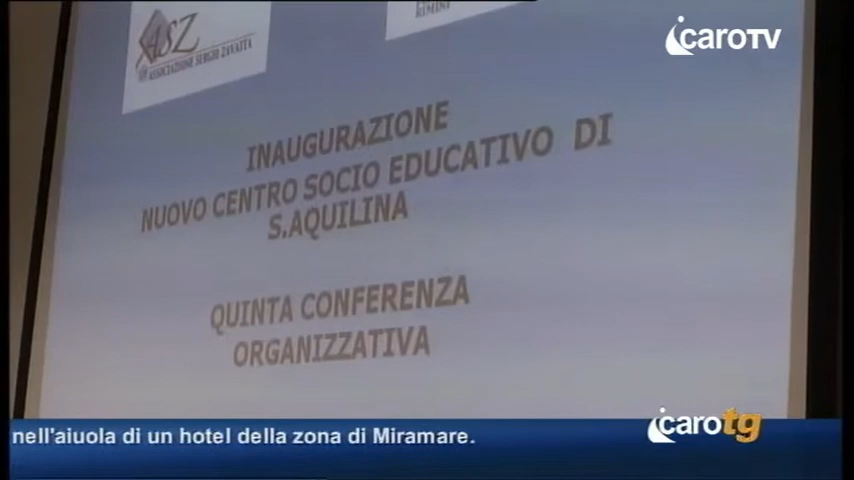 ASZ
ASSOCIAZIONE SERGIO ZAVATTA
RIMINI
icaroTV
INAUGURAZIONE
NUOVO CENTRO SOCIO EDUCATIVO DI
S.AQUILINA
QUINTA CONFERENZA
ORGANIZZATIVA
nell'aiuola di un hotel della zona di Miramare.
icarotg